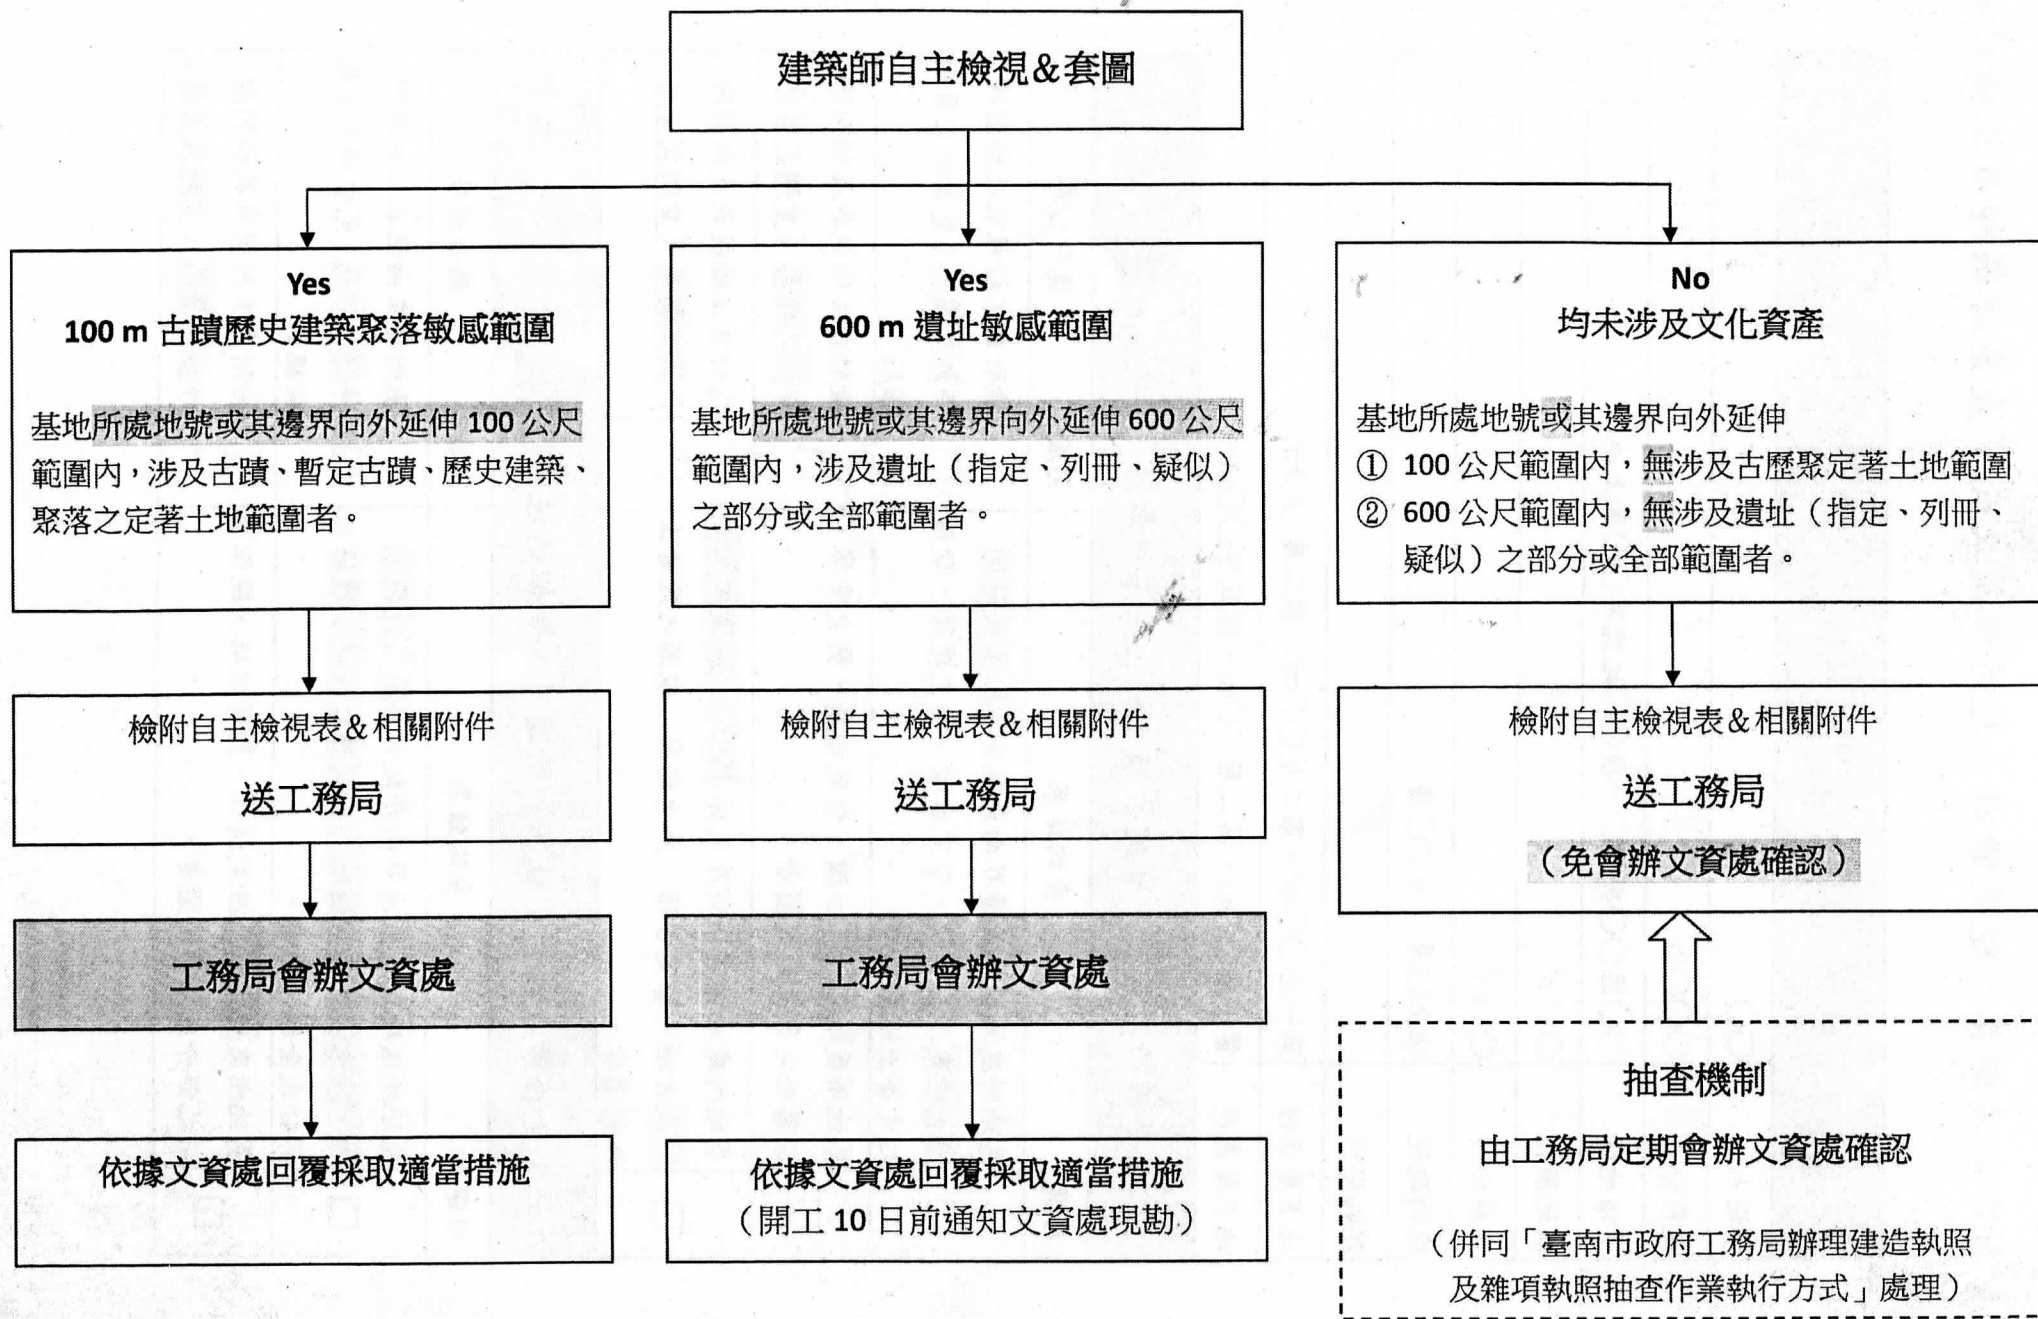 建築師自主檢視&套圖
Yes
100 m 古蹟歷史建築聚落敏感範圍
基地所處地號或其邊界向外延伸 100 公尺
範圍內，涉及古蹟、暫定古蹟、歷史建築、
聚落之定著土地範圍者。
檢附自主檢視表&相關附件
送工務局
工務局會辦文資處
依據文資處回覆採取適當措施
Yes
600 m 遺址敏感範圍
基地所處地號或其邊界向外延伸 600 公尺
範圍內，涉及遺址（指定、列冊、疑似）
之部分或全部範圍者。
檢附自主檢視表&相關附件
送工務局
工務局會辦文資處
依據文資處回覆採取適當措施
（開工 10 日前通知文資處現勘）
No
均未涉及文化資產
基地所處地號或其邊界向外延伸
① 100 公尺範圍內，無涉及古歷聚定著土地範圍
② 600 公尺範圍內，無涉及遺址（指定、列冊、
疑似）之部分或全部範圍者。
檢附自主檢視表&相關附件
送工務局
（免會辦文資處確認）
抽查機制
由工務局定期會辦文資處確認
（併同「臺南市政府工務局辦理建造執照
及雜項執照抽查作業執行方式」處理）